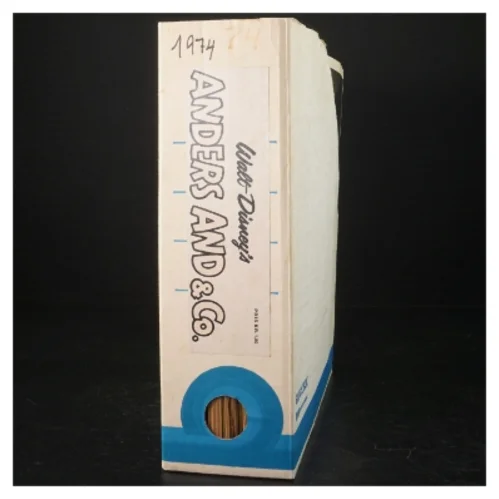 1974
Walt Disney's
ANDERS AND & CO.